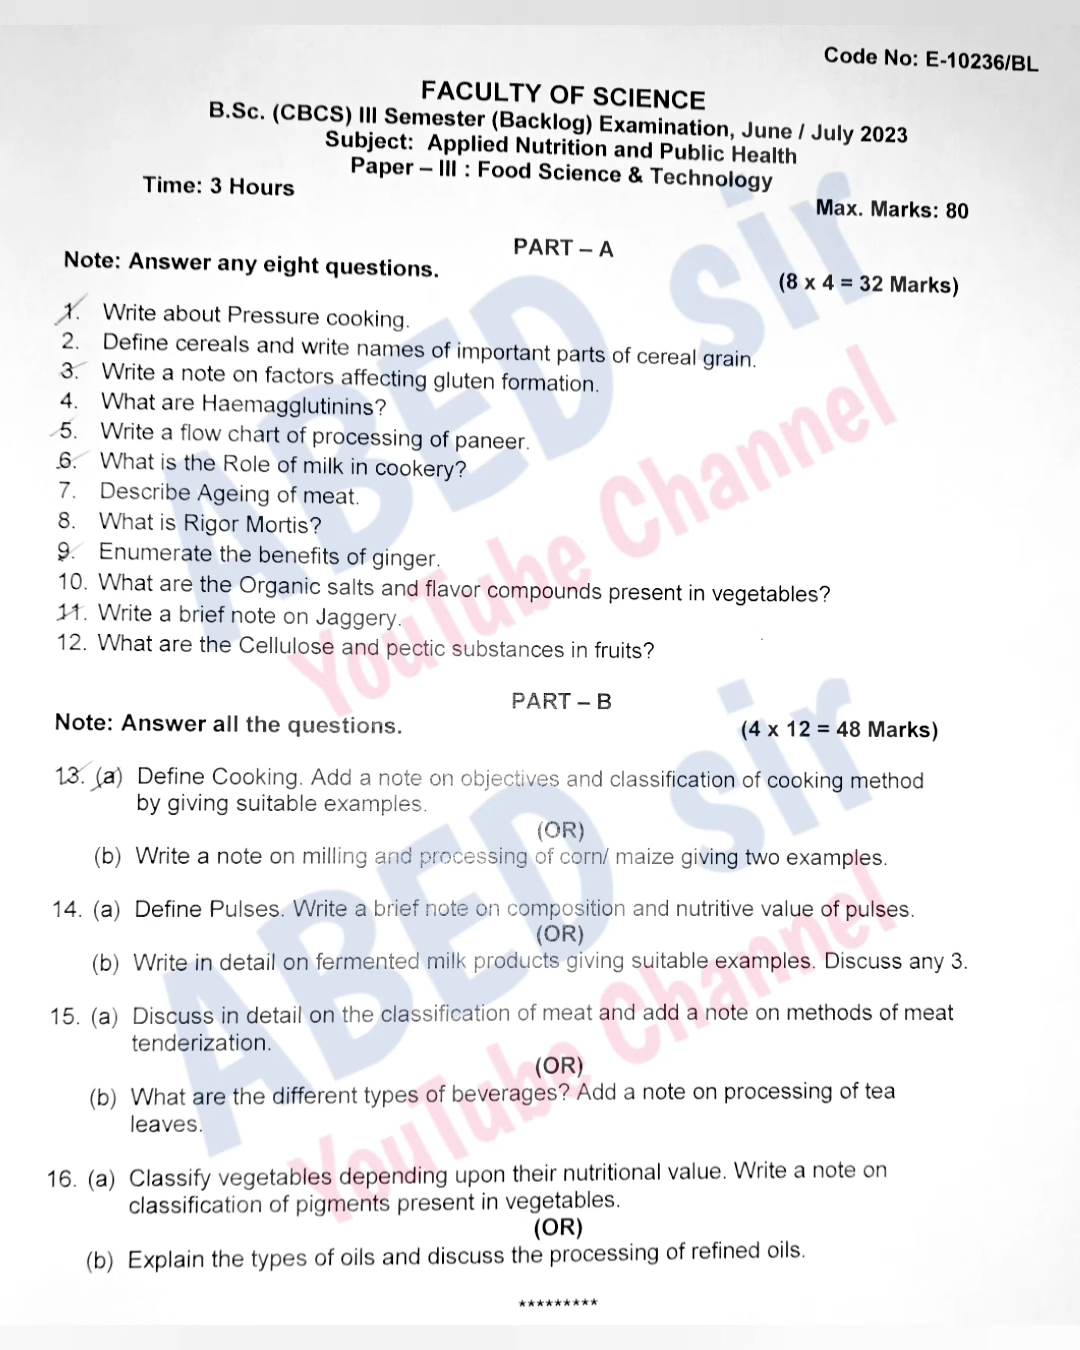 Code No: E-10236/BL
FACULTY OF SCIENCE
B.Sc. (CBCS) III Semester (Backlog) Examination, June / July 2023
Subject: Applied Nutrition and Public Health
Paper – III : Food Science & Technology
Time: 3 Hours
Max. Marks: 80
PART – A
Note: Answer any eight questions.
(8 x 4 = 32 Marks)
1. Write about Pressure cooking.
2. Define cereals and write names of important parts of cereal grain.
3. Write a note on factors affecting gluten formation.
4. What are Haemagglutinins?
5. Write a flow chart of processing of paneer.
6. What is the Role of milk in cookery?
7. Describe Ageing of meat.
8. What is Rigor Mortis?
9. Enumerate the benefits of ginger.
10. What are the Organic salts and flavor compounds present in vegetables?
11. Write a brief note on Jaggery.
12. What are the Cellulose and pectic substances in fruits?
ABED sir
YouTube Channel
PART – B
Note: Answer all the questions.
(4 x 12 = 48 Marks)
13. (a) Define Cooking. Add a note on objectives and classification of cooking method
by giving suitable examples.
(OR)
(b) Write a note on milling and processing of corn/ maize giving two examples.
14. (a) Define Pulses. Write a brief note on composition and nutritive value of pulses.
(OR)
(b) Write in detail on fermented milk products giving suitable examples. Discuss any 3.
15. (a) Discuss in detail on the classification of meat and add a note on methods of meat
tenderization.
(OR)
(b) What are the different types of beverages? Add a note on processing of tea
leaves.
16. (a) Classify vegetables depending upon their nutritional value. Write a note on
classification of pigments present in vegetables.
(OR)
(b) Explain the types of oils and discuss the processing of refined oils.
*********
ABED sir
YouTube Channel